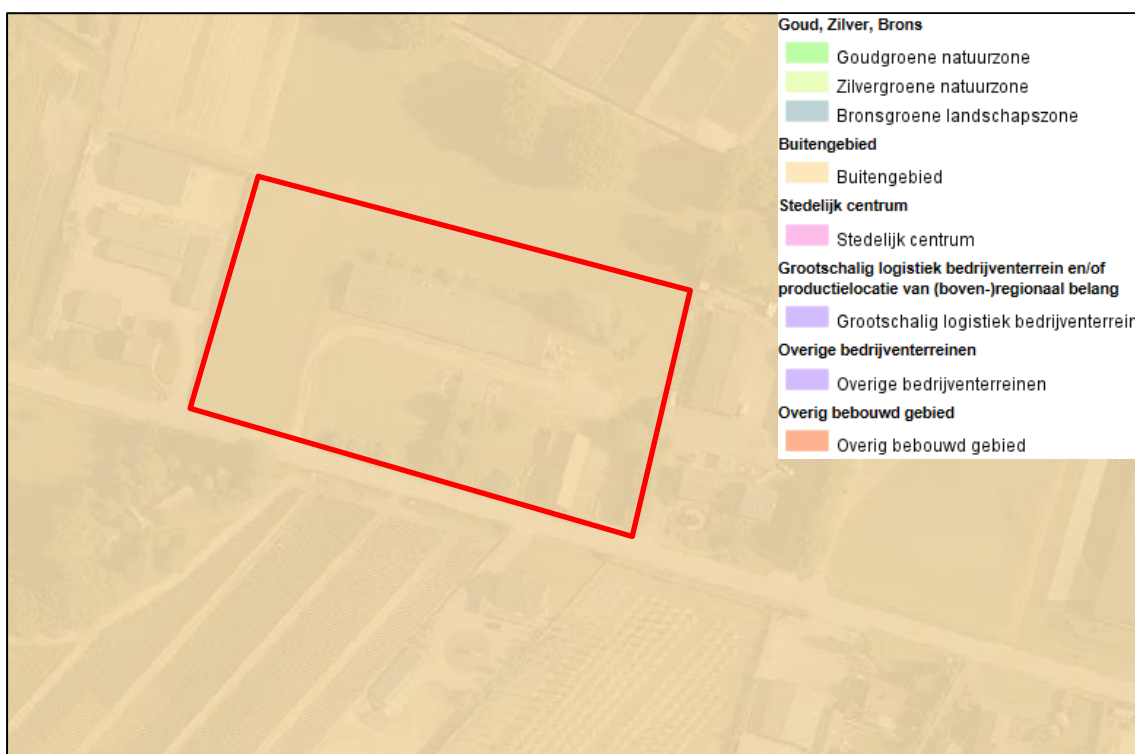 Goud, Zilver, Brons
Goudgroene natuurzone
Zilvergroene natuurzone
Bronsgroene landschapszone
Buitengebied
Buitengebied
Stedelijk centrum
Stedelijk centrum
Grootschalig logistiek bedrijventerrein en/of
productielocatie van (boven-)regionaal belang
Grootschalig logistiek bedrijventerrein
Overige bedrijventerreinen
Overige bedrijventerreinen
Overig bebouwd gebied
Overig bebouwd gebied